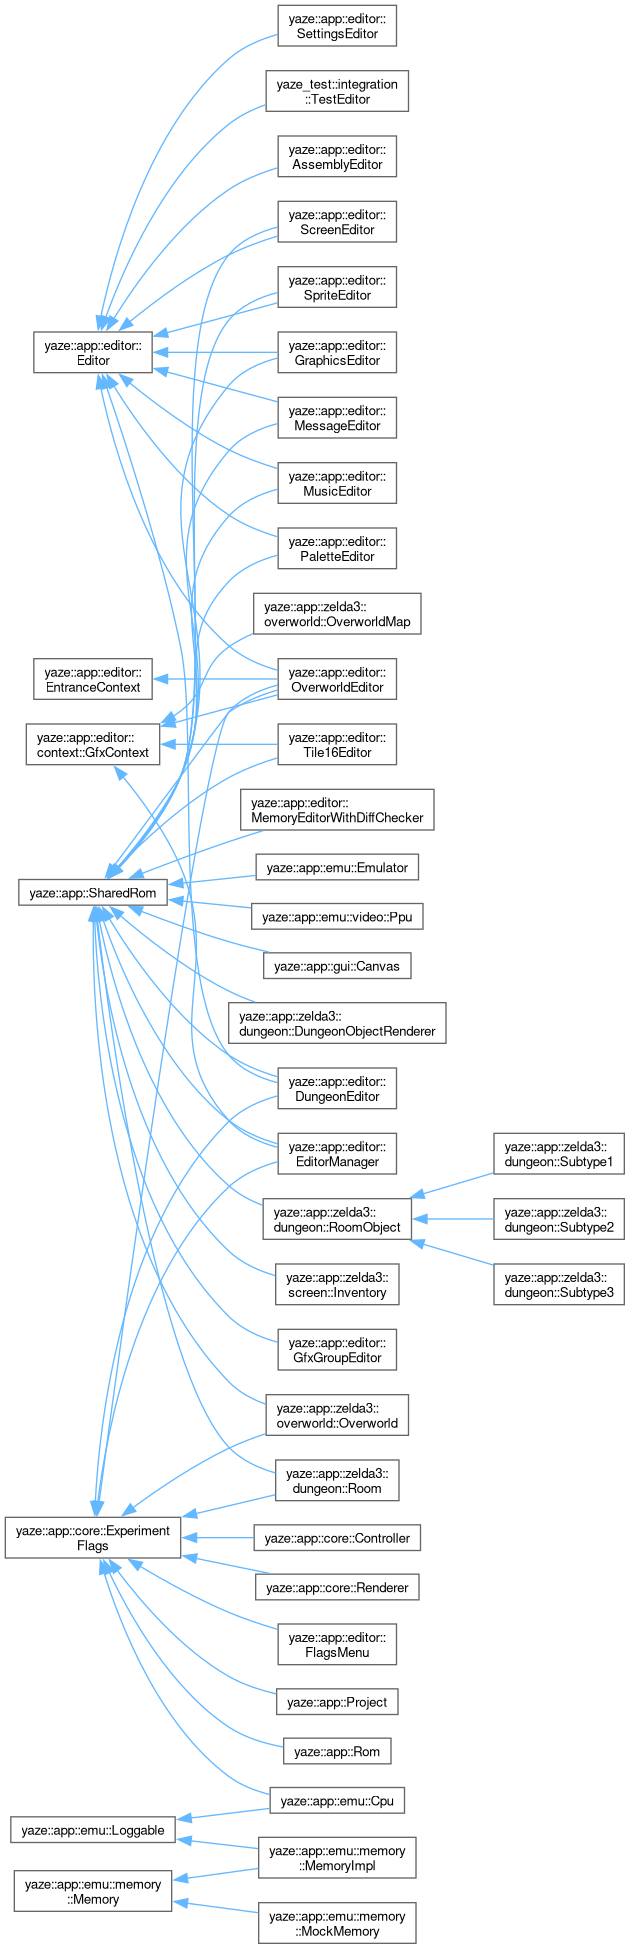 yaze::app::editor::
SettingsEditor
yaze_test::integration
::TestEditor
yaze::app::editor::
AssemblyEditor
yaze::app::editor::
ScreenEditor
yaze::app::editor::
SpriteEditor
yaze::app::editor::
Editor
yaze::app::editor::
GraphicsEditor
yaze::app::editor::
MessageEditor
yaze::app::editor::
MusicEditor
yaze::app::editor::
PaletteEditor
yaze::app::zelda3::
overworld::OverworldMap
yaze::app::editor::
EntranceContext
yaze::app::editor::
OverworldEditor
yaze::app::editor::
context::GfxContext
yaze::app::editor::
Tile16Editor
yaze::app::editor::
MemoryEditorWithDiffChecker
yaze::app::emu::Emulator
yaze::app::SharedRom
yaze::app::emu::video::Ppu
yaze::app::gui::Canvas
yaze::app::zelda3::
dungeon::DungeonObjectRenderer
yaze::app::editor::
DungeonEditor
yaze::app::editor::
EditorManager
yaze::app::zelda3::
dungeon::Subtype1
yaze::app::zelda3::
dungeon::RoomObject
yaze::app::zelda3::
dungeon::Subtype2
yaze::app::zelda3::
screen::Inventory
yaze::app::zelda3::
dungeon::Subtype3
yaze::app::editor::
GfxGroupEditor
yaze::app::zelda3::
overworld::Overworld
yaze::app::zelda3::
dungeon::Room
yaze::app::core::Experiment
Flags
yaze::app::core::Controller
yaze::app::core::Renderer
yaze::app::editor::
FlagsMenu
yaze::app::Project
yaze::app::Rom
yaze::app::emu::Cpu
yaze::app::emu::Loggable
yaze::app::emu::memory
::MemoryImpl
yaze::app::emu::memory
::Memory
yaze::app::emu::memory
::MockMemory